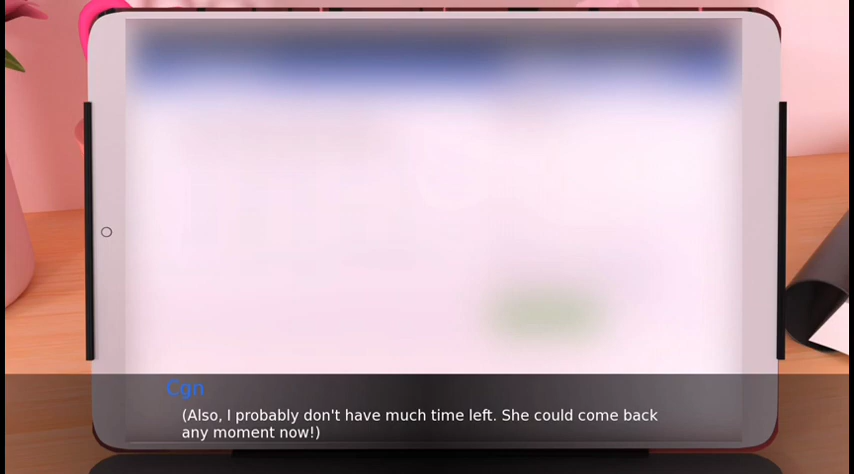 Cgn
(Also, I probably don't have much time left. She could come back
any moment now!)